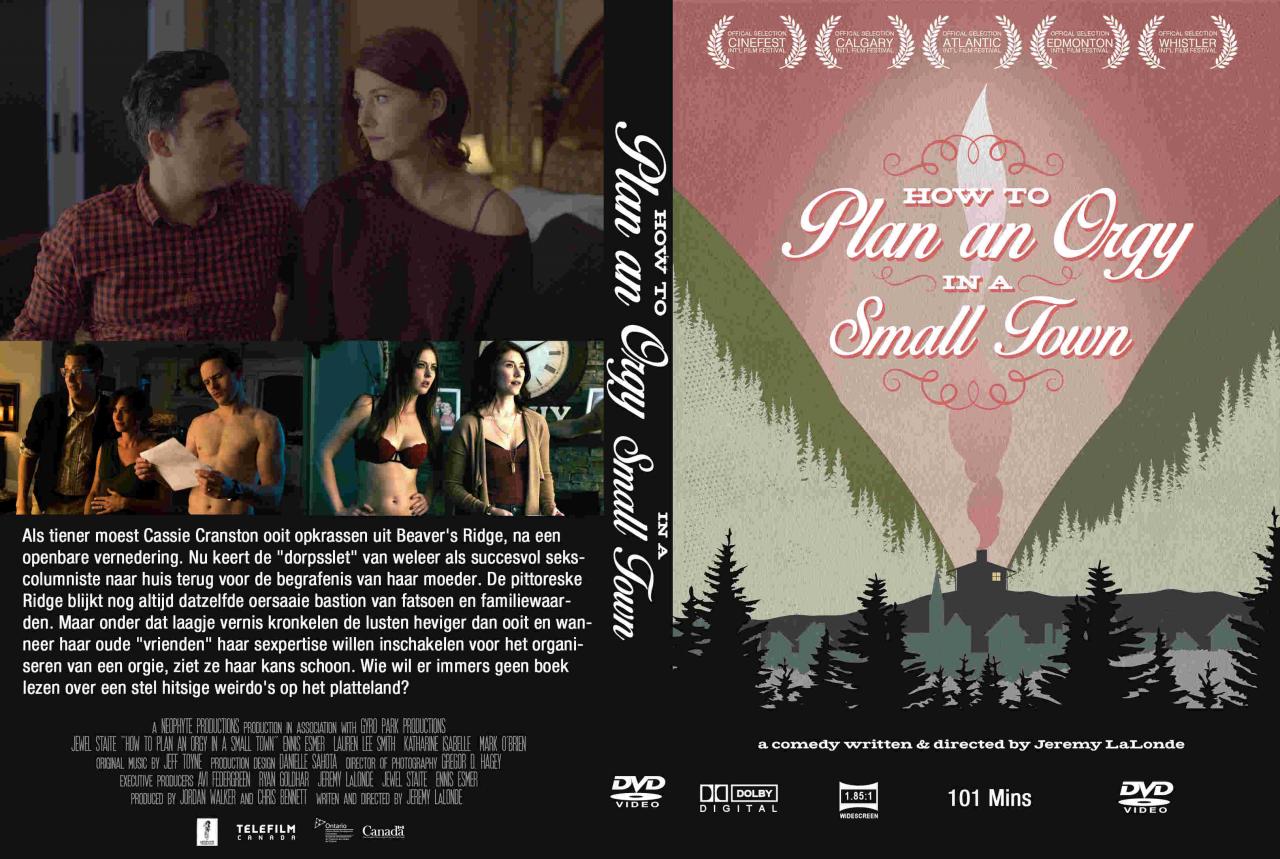 OFFICIAL SELECTION
CINEFEST
INT'L FILM FESTIVAL
OFFICIAL SELECTION
CALGARY
INT'L FILM FESTIVAL
OFFICIAL SELECTION
ATLANTIC
INT'L FILM FESTIVAL
OFFICIAL SELECTION
EDMONTON
INT'L FILM FESTIVAL
OFFICIAL SELECTION
WHISTLER
INT'L FILM FESTIVAL
HOW TO
Plan an Orgy
IN A
Small Town
a comedy written & directed by Jeremy LaLonde
DVD
VIDEO
DOLBY
DIGITAL
1.85:1
WIDESCREEN
101 Mins
DVD
VIDEO
HOW TO
Plan an Orgy
IN A
Small Town
Als tiener moest Cassie Cranston ooit opkrassen uit Beaver's Ridge, na een
openbare vernedering. Nu keert de "dorpsslet" van weleer als succesvol seks-
columniste naar huis terug voor de begrafenis van haar moeder. De pittoreske
Ridge blijkt nog altijd datzelfde oersaaie bastion van fatsoen en familiewaar-
den. Maar onder dat laagje vernis kronkelen de lusten heviger dan ooit en wan-
neer haar oude "vrienden" haar sexpertise willen inschakelen voor het organi-
seren van een orgie, ziet ze haar kans schoon. Wie wil er immers geen boek
lezen over een stel hitsige weirdo's op het platteland?
A NEOPHYTE PRODUCTIONS PRODUCTION IN ASSOCIATION WITH GYRO PARK PRODUCTIONS
JEWEL STAITE "HOW TO PLAN AN ORGY IN A SMALL TOWN" ENNIS ESMER LAUREN LEE SMITH KATHARINE ISABELLE MARK O'BRIEN
ORIGINAL MUSIC BY JEFF TOYNE PRODUCTION DESIGN DANIELLE SAHOTA DIRECTOR OF PHOTOGRAPHY GREGOR D. HAGEY
EXECUTIVE PRODUCERS AVI FEDERGREEN RYAN GOLDHAR JEREMY LALONDE JEWEL STAITE ENNIS ESMER
PRODUCED BY JORDAN WALKER AND CHRIS BENNETT WRITEN AND DIRECTED BY JEREMY LALONDE
TELEFILM
CANADA
Ontario
Canada